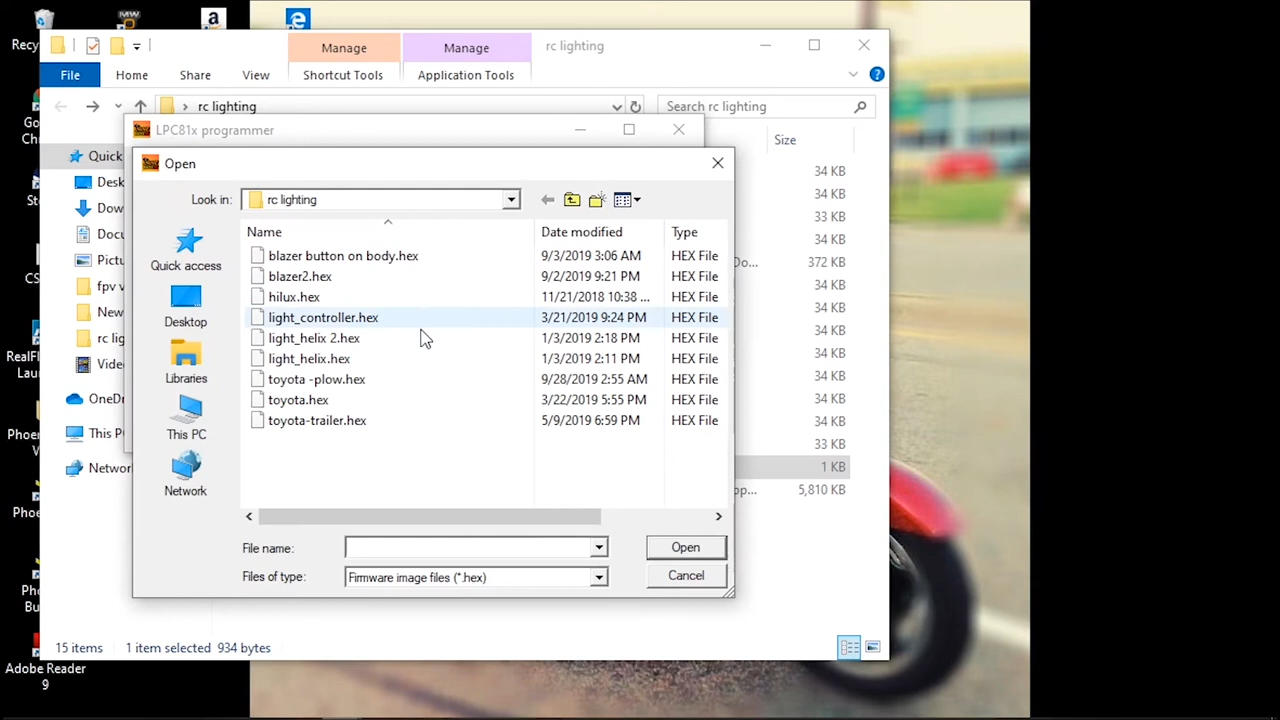 Recy
a
Manage
Manage
rc lighting
File
Home
Share
View
Shortcut Tools
Application Tools
rc lighting
Search rc lighting
Go
Ch
LPC81x programmer
Size
Quick
Open
34 KB
Desk
Look in:
rc lighting
34 KB
St
Dow
33 KB
Name
Date modified
Type
Docu
34 KB
Quick access
blazer button on body.hex
9/3/2019 3:06 AM
HEX File
Pictu
Do...
372 KB
CS
blazer2.hex
9/2/2019 9:21 PM
HEX File
fpv v
34 KB
hilux.hex
11/21/2018 10:38 ...
HEX File
New
34 KB
Desktop
light_controller.hex
3/21/2019 9:24 PM
HEX File
rc lig
34 KB
light_helix 2.hex
1/3/2019 2:18 PM
HEX File
RealF
Lau
Vide
34 KB
light_helix.hex
1/3/2019 2:11 PM
HEX File
Libraries
toyota -plow.hex
9/28/2019 2:55 AM
HEX File
34 KB
OneDr
toyota.hex
3/22/2019 5:55 PM
HEX File
34 KB
toyota-trailer.hex
5/9/2019 6:59 PM
HEX File
34 KB
Phoe
This P
This PC
33 KB
Networ
1 KB
Network
op...
5,810 KB
Phoe
File name:
Open
Files of type:
Firmware image files (*.hex)
Cancel
Pho
Bu
15 items
1 item selected
934 bytes
Adobe Reader
9